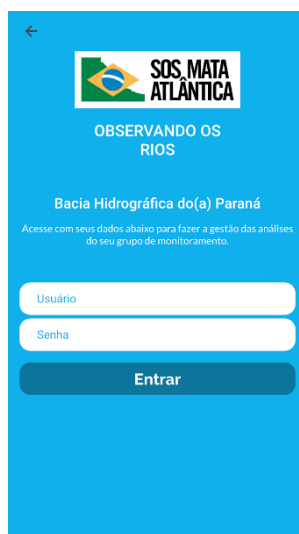 SOS MATA
ATLÂNTICA
OBSERVANDO OS
RIOS
Bacia Hidrográfica do(a) Paraná
Acesse com seus dados abaixo para fazer a gestão das análises
do seu grupo de monitoramento.
Usuário
Senha
Entrar